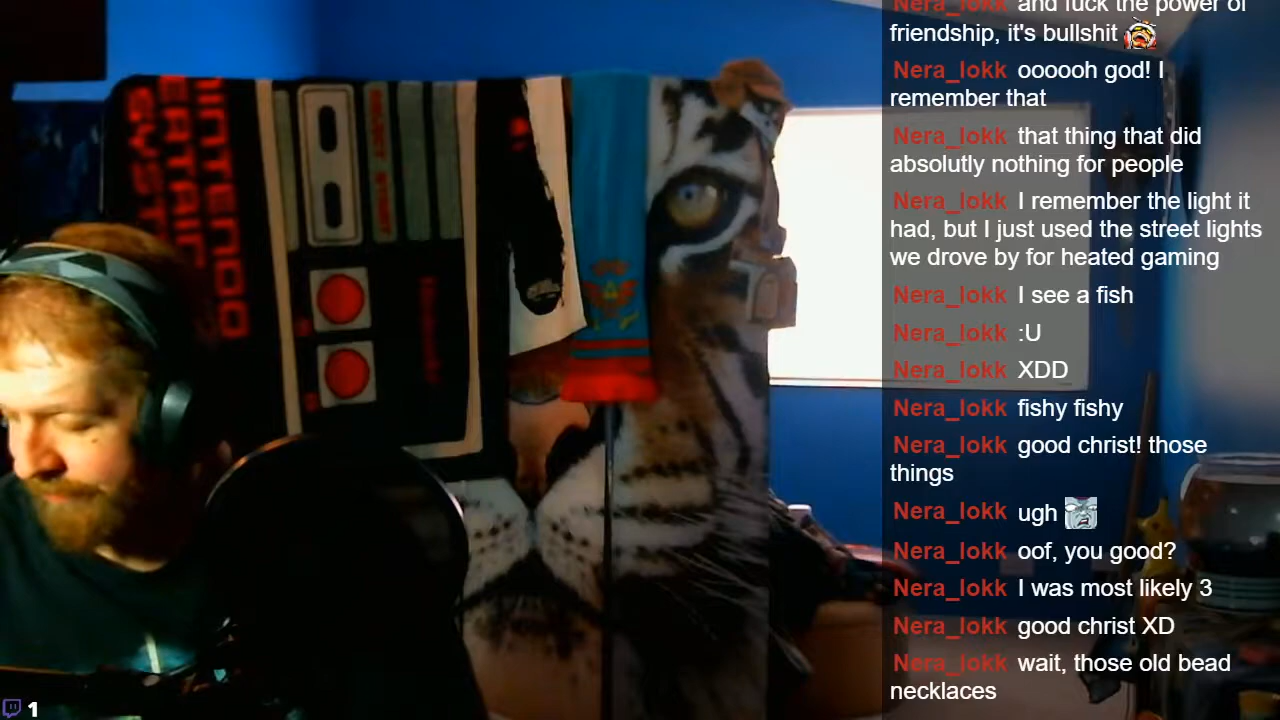 Nera_lokk and fuck the power of
friendship, it's bullshit
Nera_lokk oooooh god! I
remember that
Nera_lokk that thing that did
absolutly nothing for people
Nera_lokk I remember the light it
had, but I just used the street lights
we drove by for heated gaming
Nera_lokk I see a fish
Nera_lokk :U
Nera_lokk XDD
Nera_lokk fishy fishy
Nera_lokk good christ! those
things
Nera_lokk ugh
Nera_lokk oof, you good?
Nera_lokk I was most likely 3
Nera_lokk good christ XD
Nera_lokk wait, those old bead
necklaces
NINTENDO
SELECT START
1